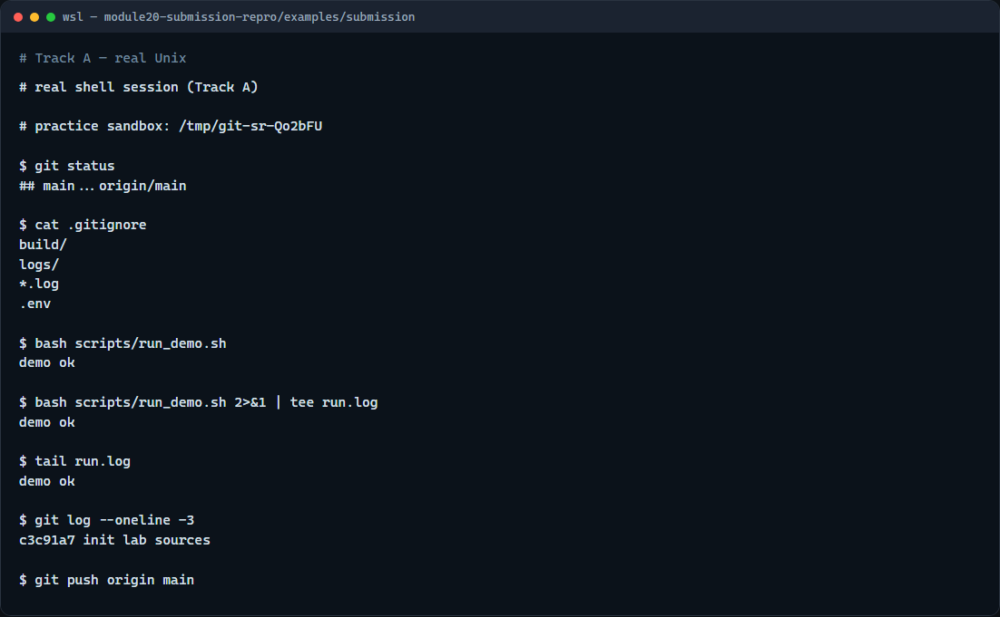 wsl — module20-submission-repro/examples/submission
# Track A — real Unix
# real shell session (Track A)
# practice sandbox: /tmp/git-sr-Qo2bFU
$ git status
## main...origin/main
$ cat .gitignore
build/
logs/
*.log
.env
$ bash scripts/run_demo.sh
demo ok
$ bash scripts/run_demo.sh 2>&1 | tee run.log
demo ok
$ tail run.log
demo ok
$ git log --oneline -3
c3c91a7 init lab sources
$ git push origin main